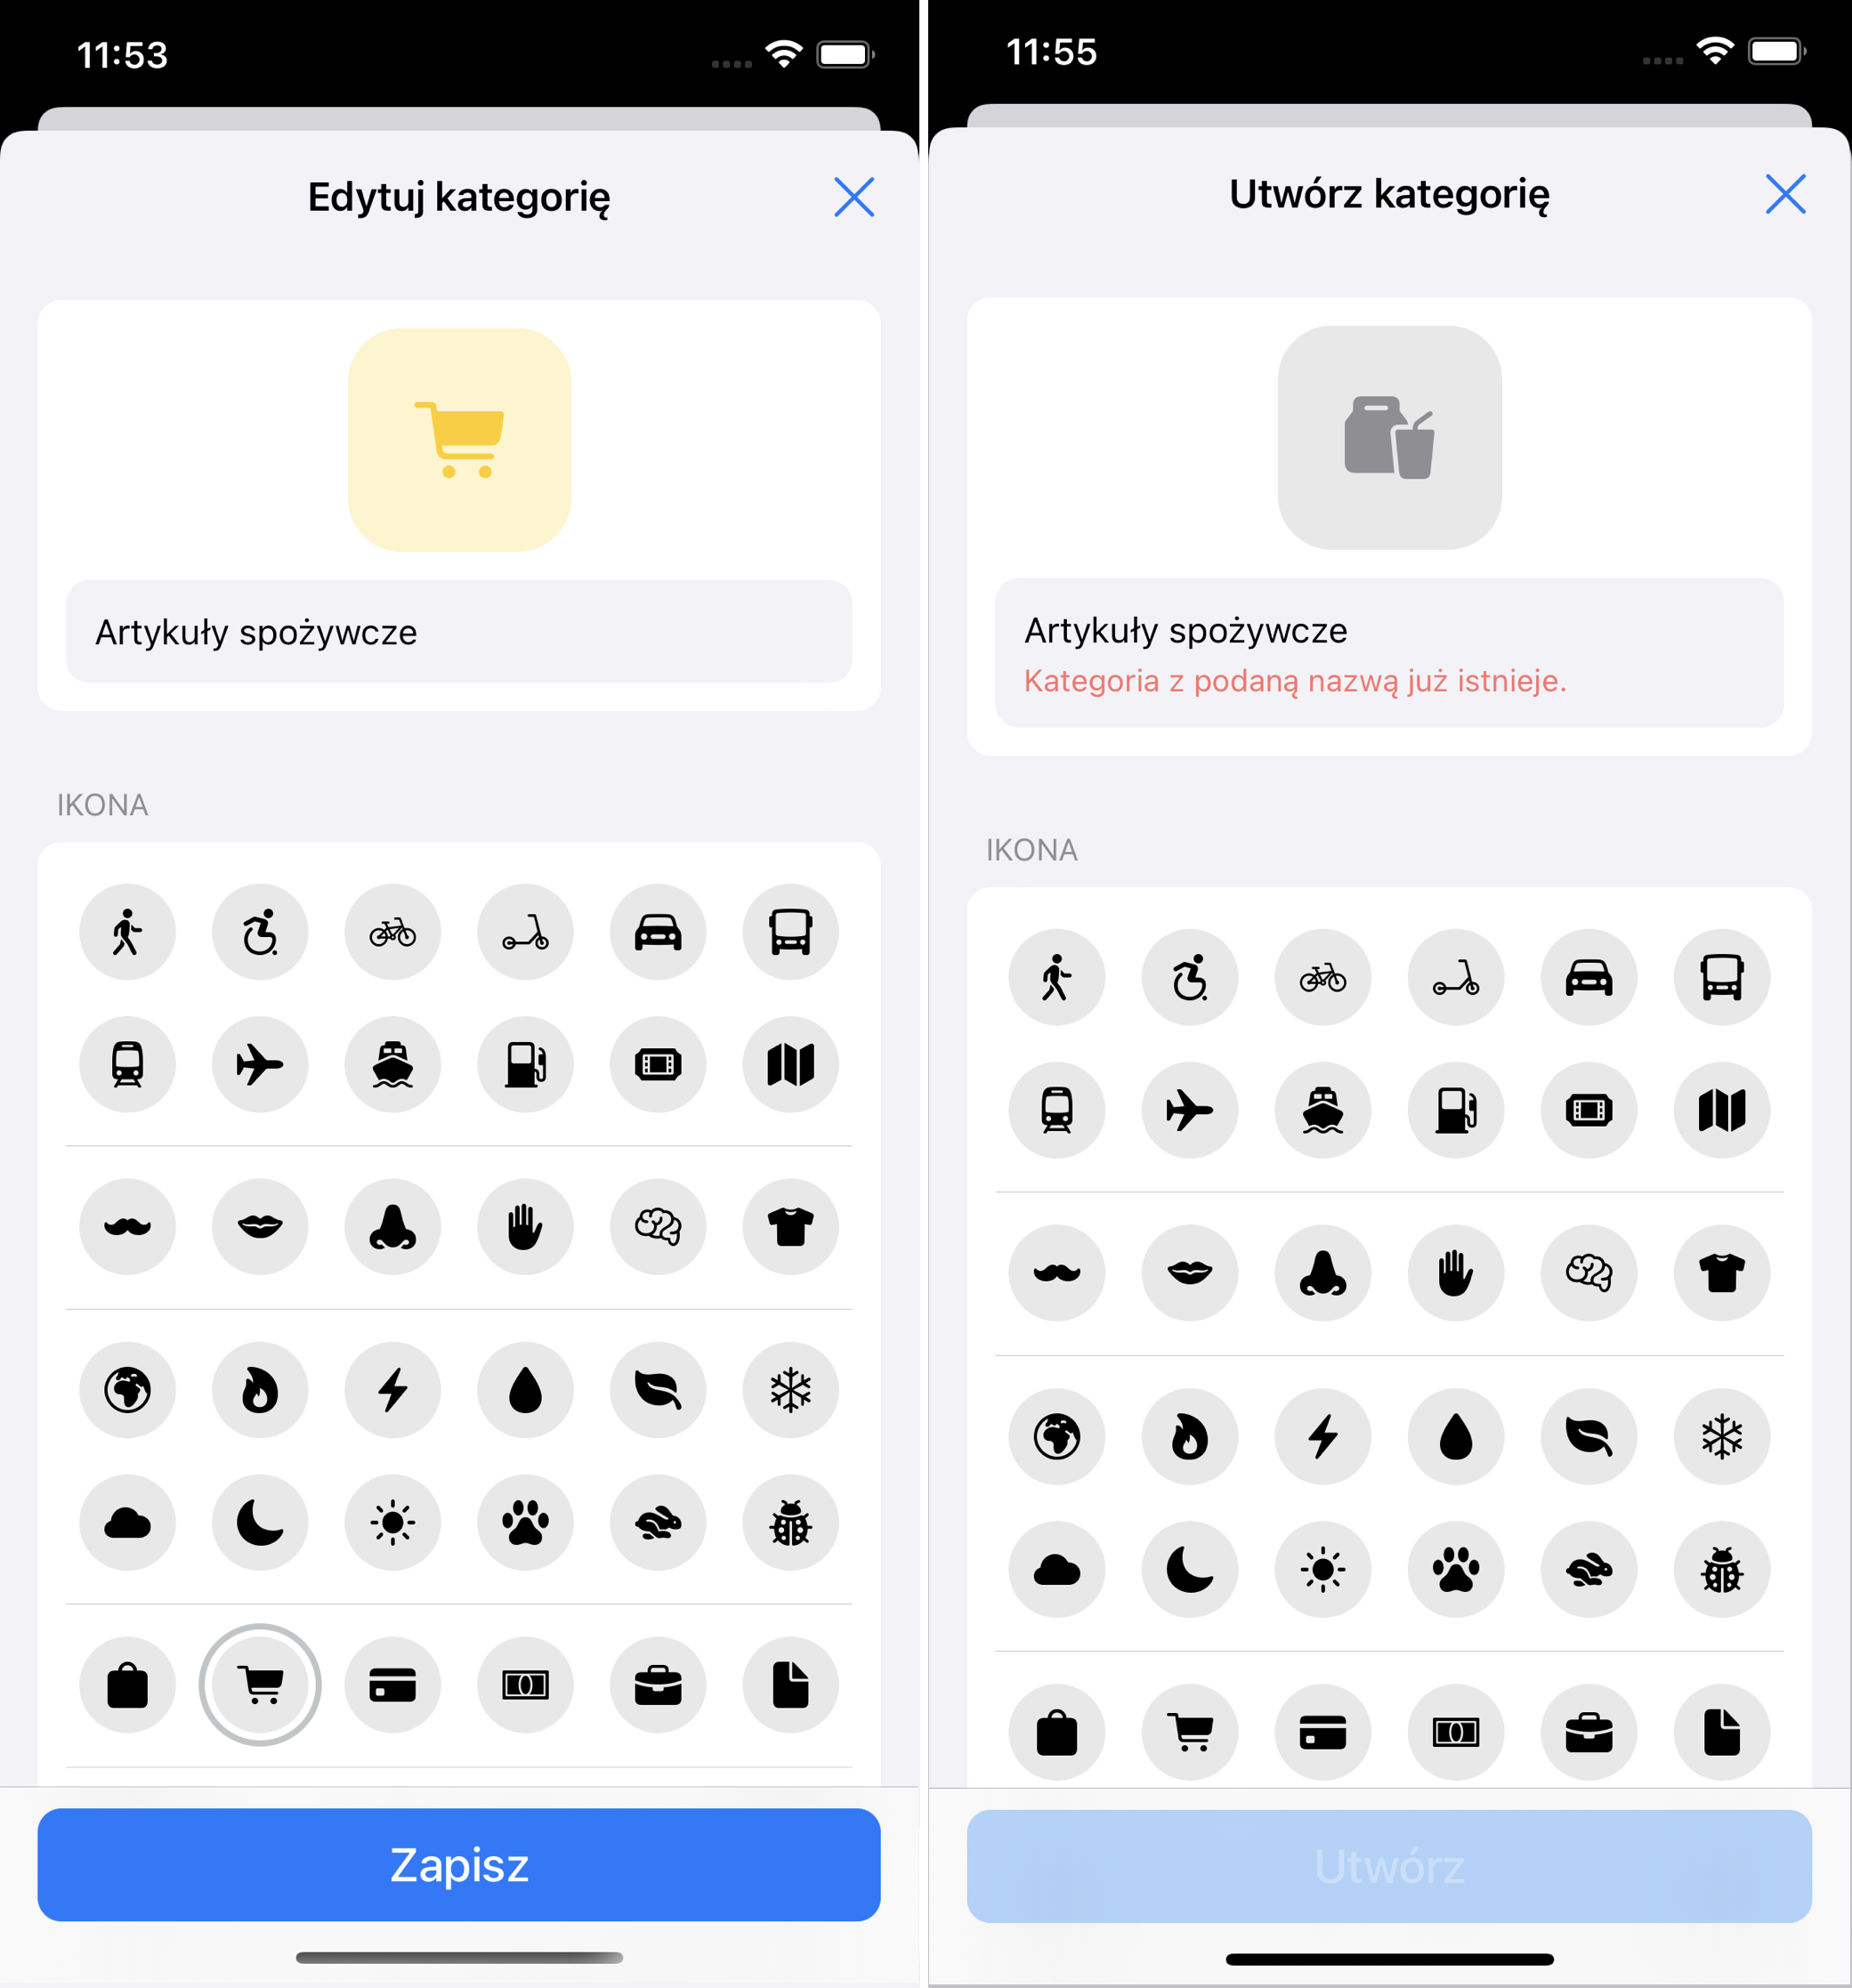 11:53
Edytuj kategorię
Artykuły spożywcze
IKONA
Zapisz
11:55
Utwórz kategorię
Artykuły spożywcze
Kategoria z podaną nazwą już istnieje.
IKONA
Utwórz